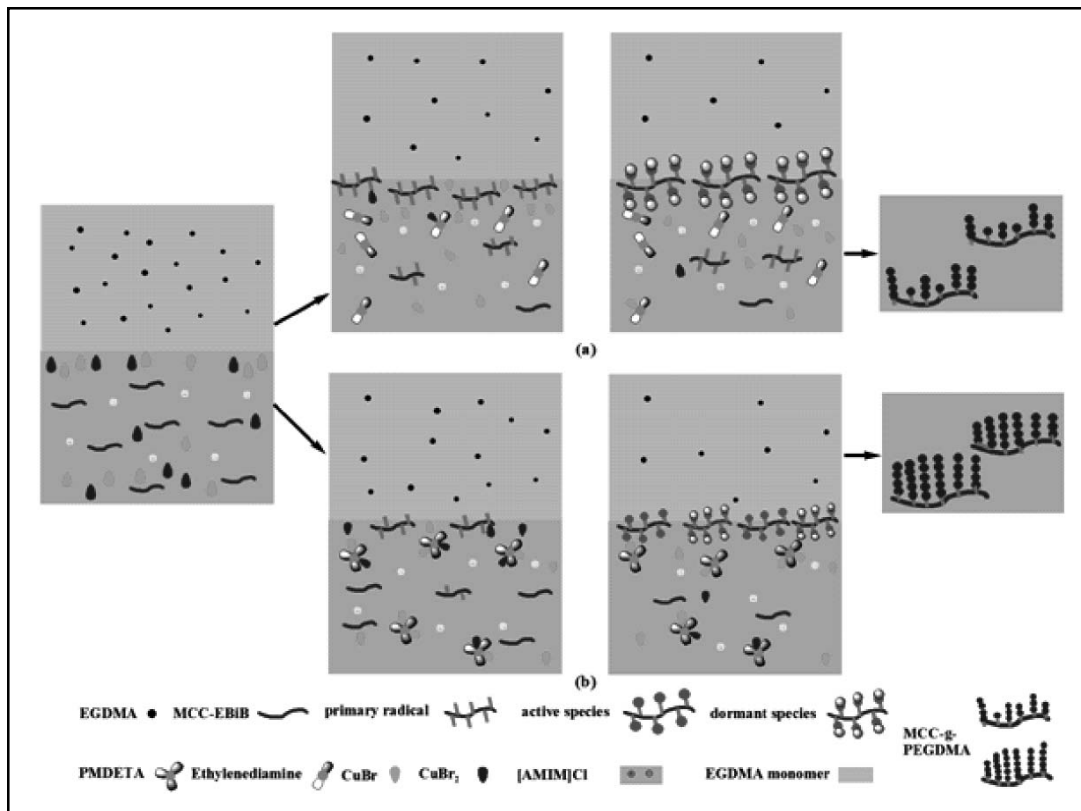 (a)
(b)
EGDMA MCC-EBiB primary radical active species dormant species
MCC-g-
PEGDMA
PMDETA Ethylenediamine CuBr CuBr₂ [AMIM]Cl EGDMA monomer